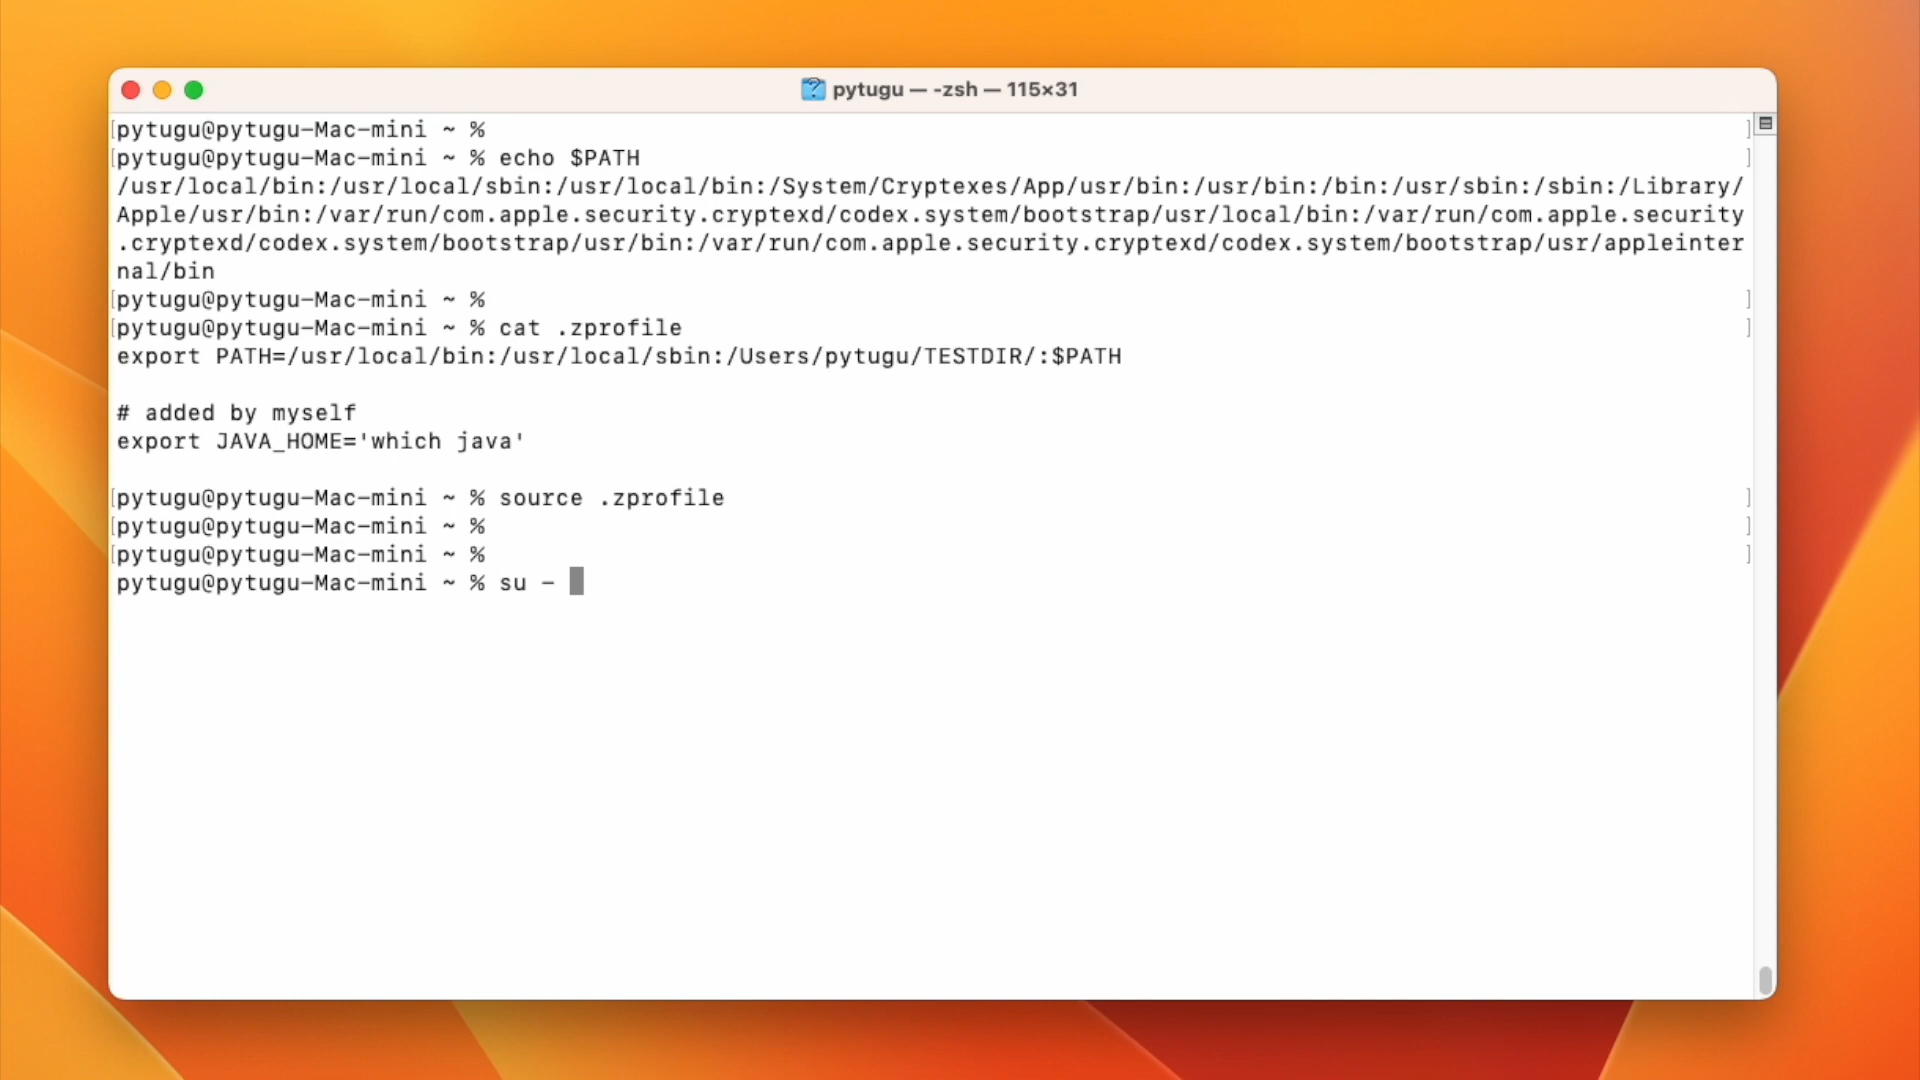 pytugu — -zsh — 115×31
[pytugu@pytugu-Mac-mini ~ % ]
[pytugu@pytugu-Mac-mini ~ % echo $PATH ]
/usr/local/bin:/usr/local/sbin:/usr/local/bin:/System/Cryptexes/App/usr/bin:/usr/bin:/bin:/usr/sbin:/sbin:/Library/
Apple/usr/bin:/var/run/com.apple.security.cryptexd/codex.system/bootstrap/usr/local/bin:/var/run/com.apple.security
.cryptexd/codex.system/bootstrap/usr/bin:/var/run/com.apple.security.cryptexd/codex.system/bootstrap/usr/appleinter
nal/bin
[pytugu@pytugu-Mac-mini ~ % ]
[pytugu@pytugu-Mac-mini ~ % cat .zprofile ]
export PATH=/usr/local/bin:/usr/local/sbin:/Users/pytugu/TESTDIR/:$PATH
# added by myself
export JAVA_HOME='which java'
[pytugu@pytugu-Mac-mini ~ % source .zprofile ]
[pytugu@pytugu-Mac-mini ~ % ]
[pytugu@pytugu-Mac-mini ~ % ]
pytugu@pytugu-Mac-mini ~ % su -